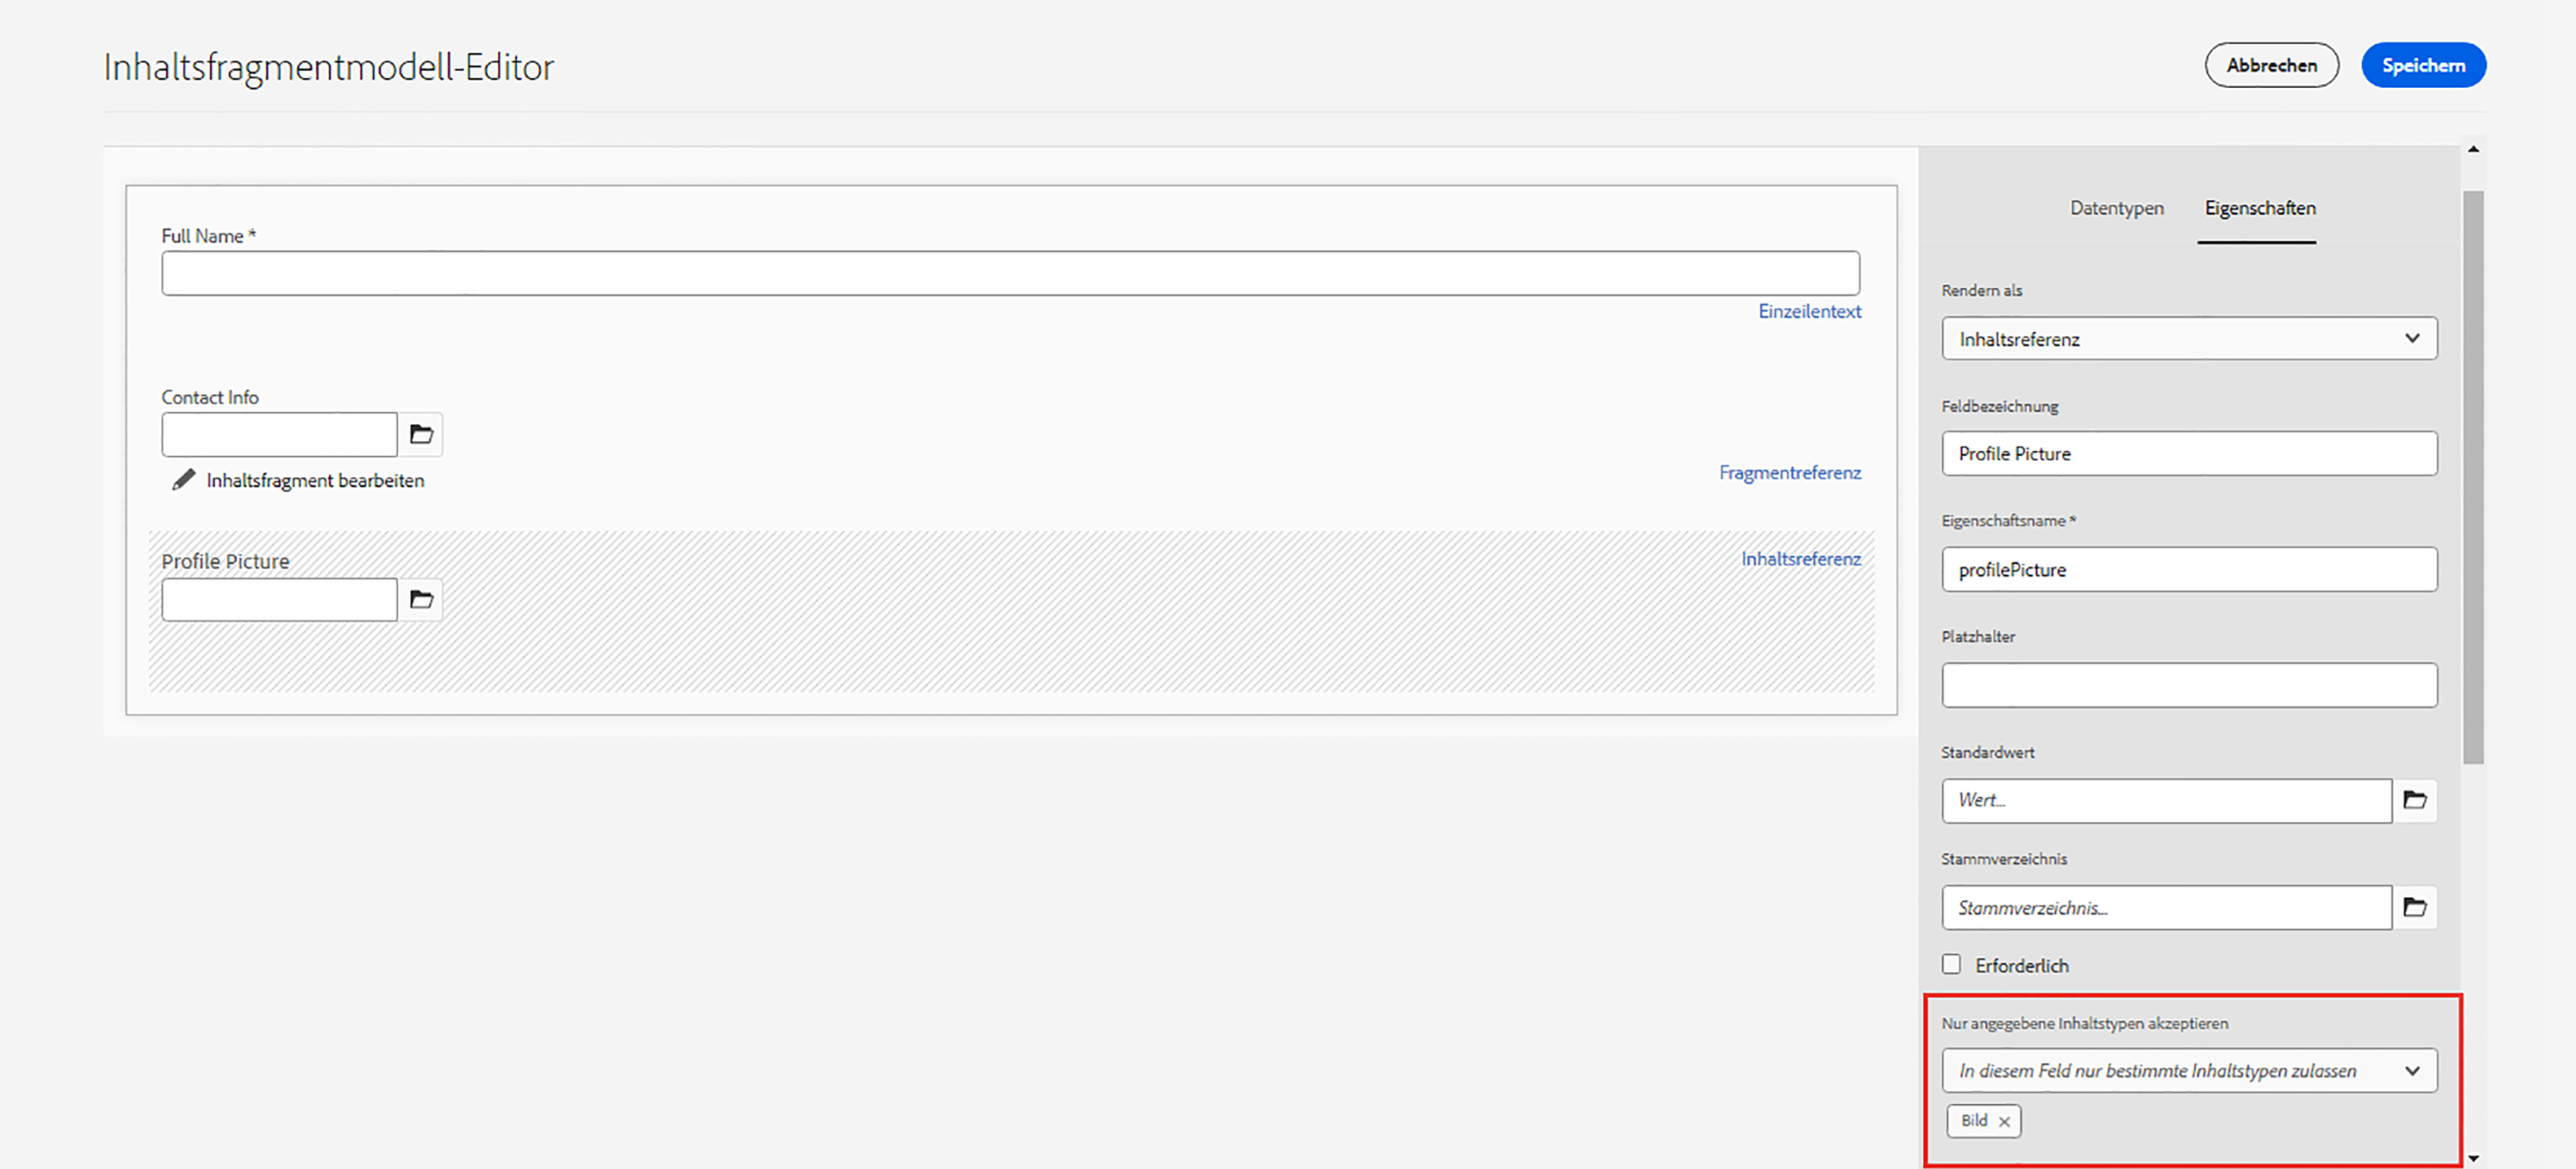 Inhaltsfragmentmodell-Editor
Abbrechen
Speichern
Full Name *
Einzeilentext
Contact Info
Inhaltsfragment bearbeiten
Fragmentreferenz
Profile Picture
Inhaltsreferenz
Datentypen
Eigenschaften
Rendern als
Inhaltsreferenz
Feldbezeichnung
Profile Picture
Eigenschaftsname *
profilePicture
Platzhalter
Standardwert
Wert...
Stammverzeichnis
Stammverzeichnis...
Erforderlich
Nur angegebene Inhaltstypen akzeptieren
In diesem Feld nur bestimmte Inhaltstypen zulassen
Bild